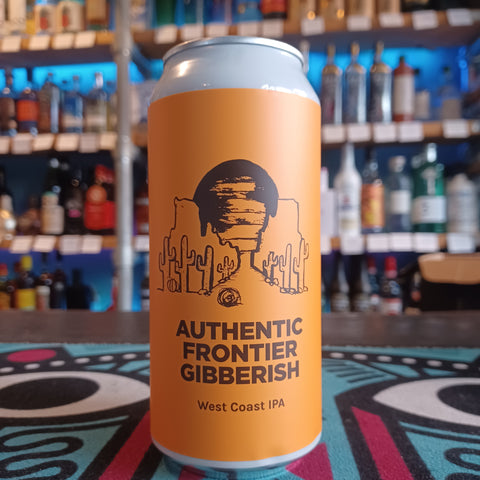 AUTHENTIC
FRONTIER
GIBBERISH
West Coast IPA